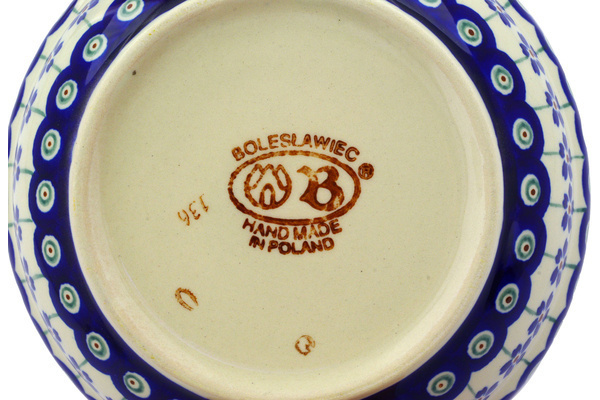 BOLESLAWIEC ®
B
HAND MADE
IN POLAND
136